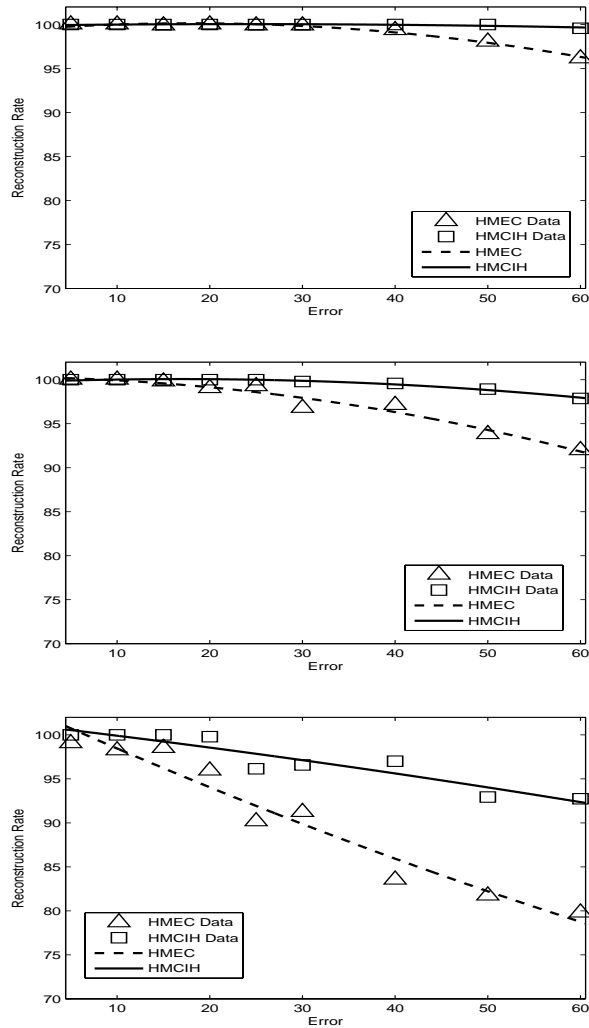 100
95
90
85
80
75
70
Reconstruction Rate
HMEC Data
HMCIH Data
HMEC
HMCIH
10 20 30 40 50 60
Error
100
95
90
85
80
75
70
Reconstruction Rate
HMEC Data
HMCIH Data
HMEC
HMCIH
10 20 30 40 50 60
Error
100
95
90
85
80
75
70
Reconstruction Rate
HMEC Data
HMCIH Data
HMEC
HMCIH
10 20 30 40 50 60
Error